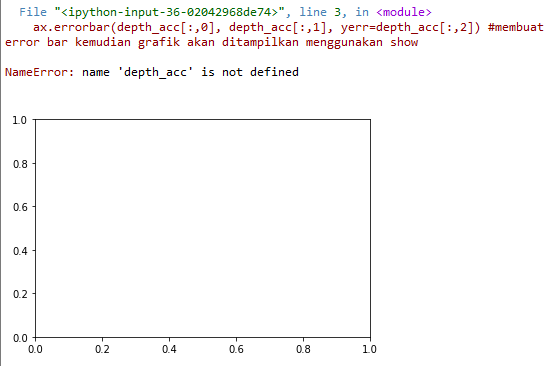 File "<ipython-input-36-02042968de74>", line 3, in <module>
ax.errorbar(depth_acc[:,0], depth_acc[:,1], yerr=depth_acc[:,2]) #membuat
error bar kemudian grafik akan ditampilkan menggunakan show
NameError: name 'depth_acc' is not defined
1.0
0.8
0.6
0.4
0.2
0.0
0.0 0.2 0.4 0.6 0.8 1.0